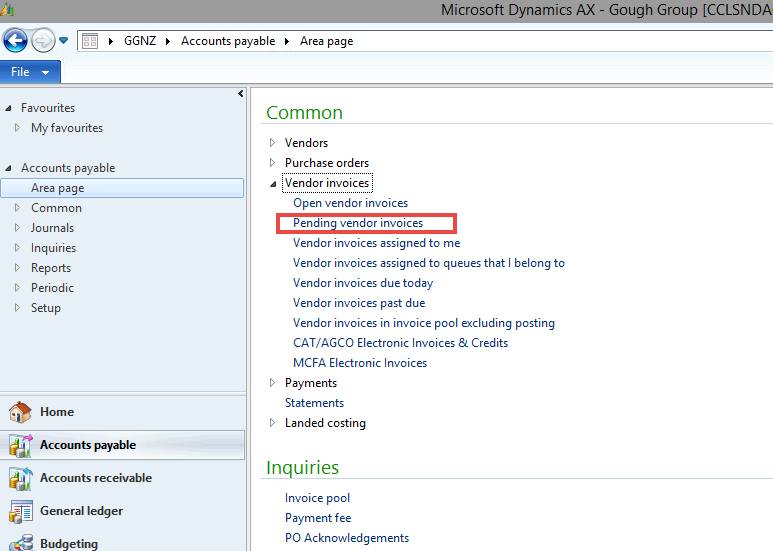 Microsoft Dynamics AX - Gough Group [CCLSNDA
GGNZ Accounts payable Area page
File
Favourites
My favourites
Accounts payable
Area page
Common
Journals
Inquiries
Reports
Periodic
Setup
Home
Accounts payable
Accounts receivable
General ledger
Budgeting
Common
Vendors
Purchase orders
Vendor invoices
Open vendor invoices
Pending vendor invoices
Vendor invoices assigned to me
Vendor invoices assigned to queues that I belong to
Vendor invoices due today
Vendor invoices past due
Vendor invoices in invoice pool excluding posting
CAT/AGCO Electronic Invoices & Credits
MCFA Electronic Invoices
Payments
Statements
Landed costing
Inquiries
Invoice pool
Payment fee
PO Acknowledgements